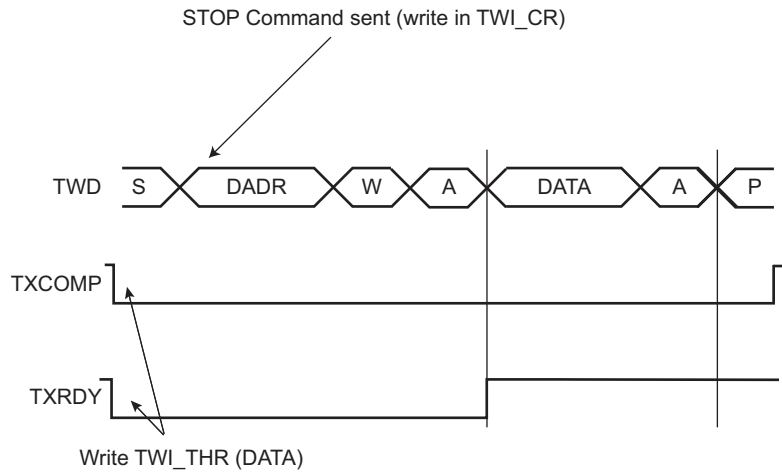 STOP Command sent (write in TWI_CR)
TWD S DADR W A DATA A P
TXCOMP
TXRDY
Write TWI_THR (DATA)